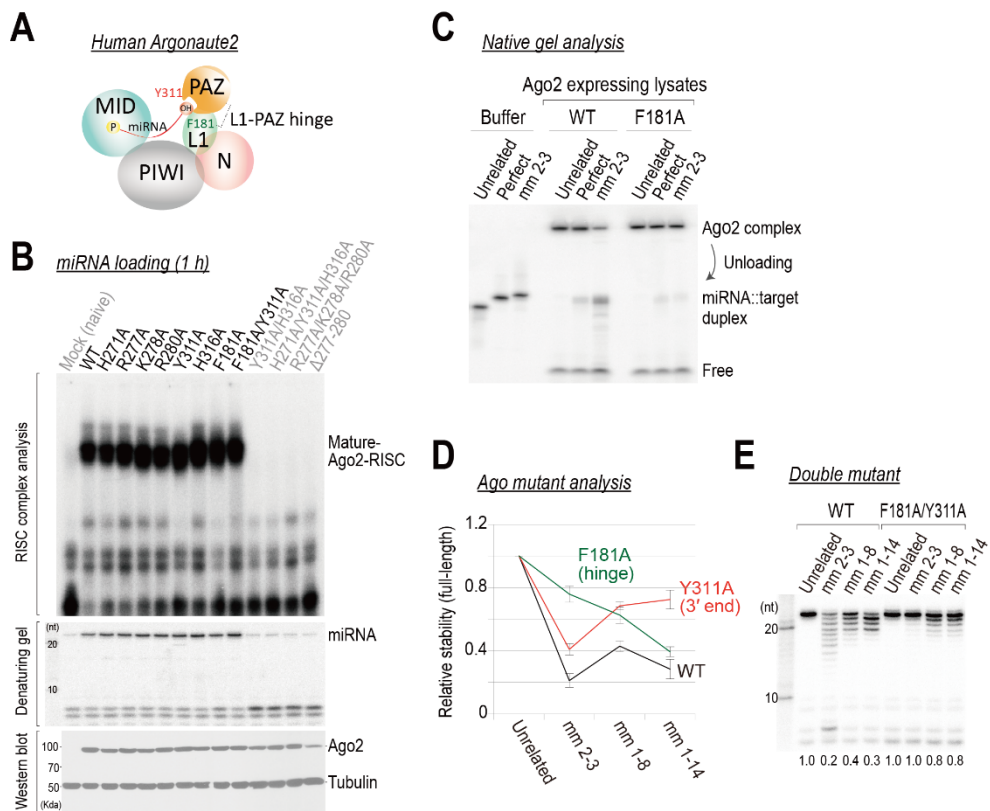 A
Human Argonaute2
Y311
PAZ
OH
MID
P
miRNA
F181
L1
L1-PAZ hinge
N
PIWI
B
miRNA loading (1 h)
Mock (naive)
WT
H271A
R277A
K278A
R280A
Y311A
H316A
F181A
F181A/Y311A
Y311A/H316A
H271A/Y311A/H316A
R277A/K278A/R280A
Δ277-280
RISC complex analysis
Mature-
Ago2-RISC
Denaturing gel
(nt)
20
10
miRNA
Western blot
100
70
50
(Kda)
Ago2
Tubulin
C
Native gel analysis
Ago2 expressing lysates
Buffer
WT
F181A
Unrelated
Perfect
mm 2-3
Unrelated
Perfect
mm 2-3
Unrelated
Perfect
mm 2-3
Ago2 complex
Unloading
miRNA::target
duplex
Free
D
Ago mutant analysis
Relative stability (full-length)
1.2
0.8
0.4
0
F181A
(hinge)
Y311A
(3′ end)
WT
Unrelated
mm 2-3
mm 1-8
mm 1-14
E
Double mutant
WT
F181A/Y311A
Unrelated
mm 2-3
mm 1-8
mm 1-14
Unrelated
mm 2-3
mm 1-8
mm 1-14
(nt)
20
10
1.0 0.2 0.4 0.3 1.0 1.0 0.8 0.8